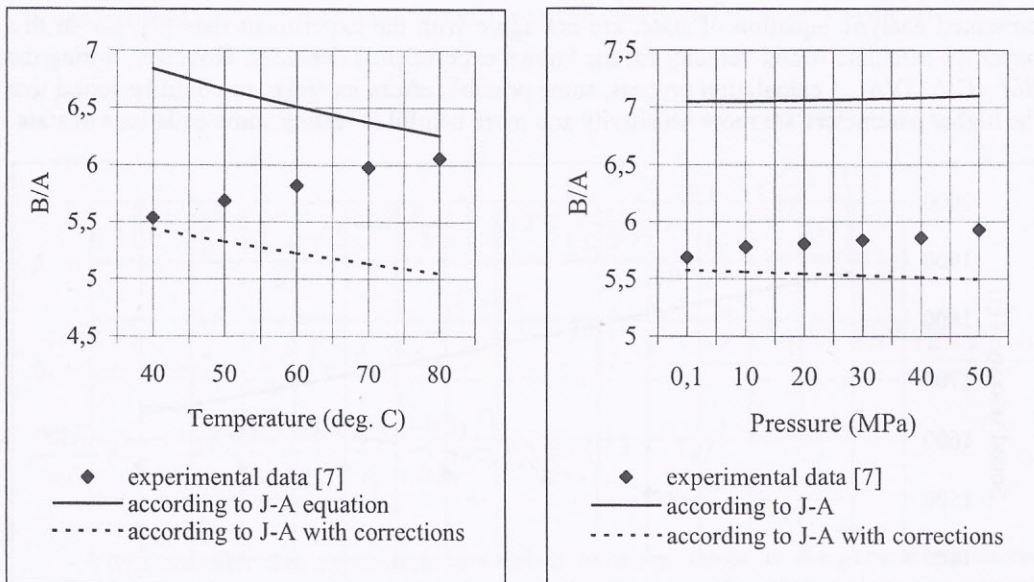 7
6,5
6
5,5
5
4,5
B/A
40 50 60 70 80
Temperature (deg. C)
experimental data [7]
according to J-A equation
according to J-A with corrections
7,5
7
6,5
6
5,5
5
B/A
0,1 10 20 30 40 50
Pressure (MPa)
experimental data [7]
according to J-A
according to J-A with corrections